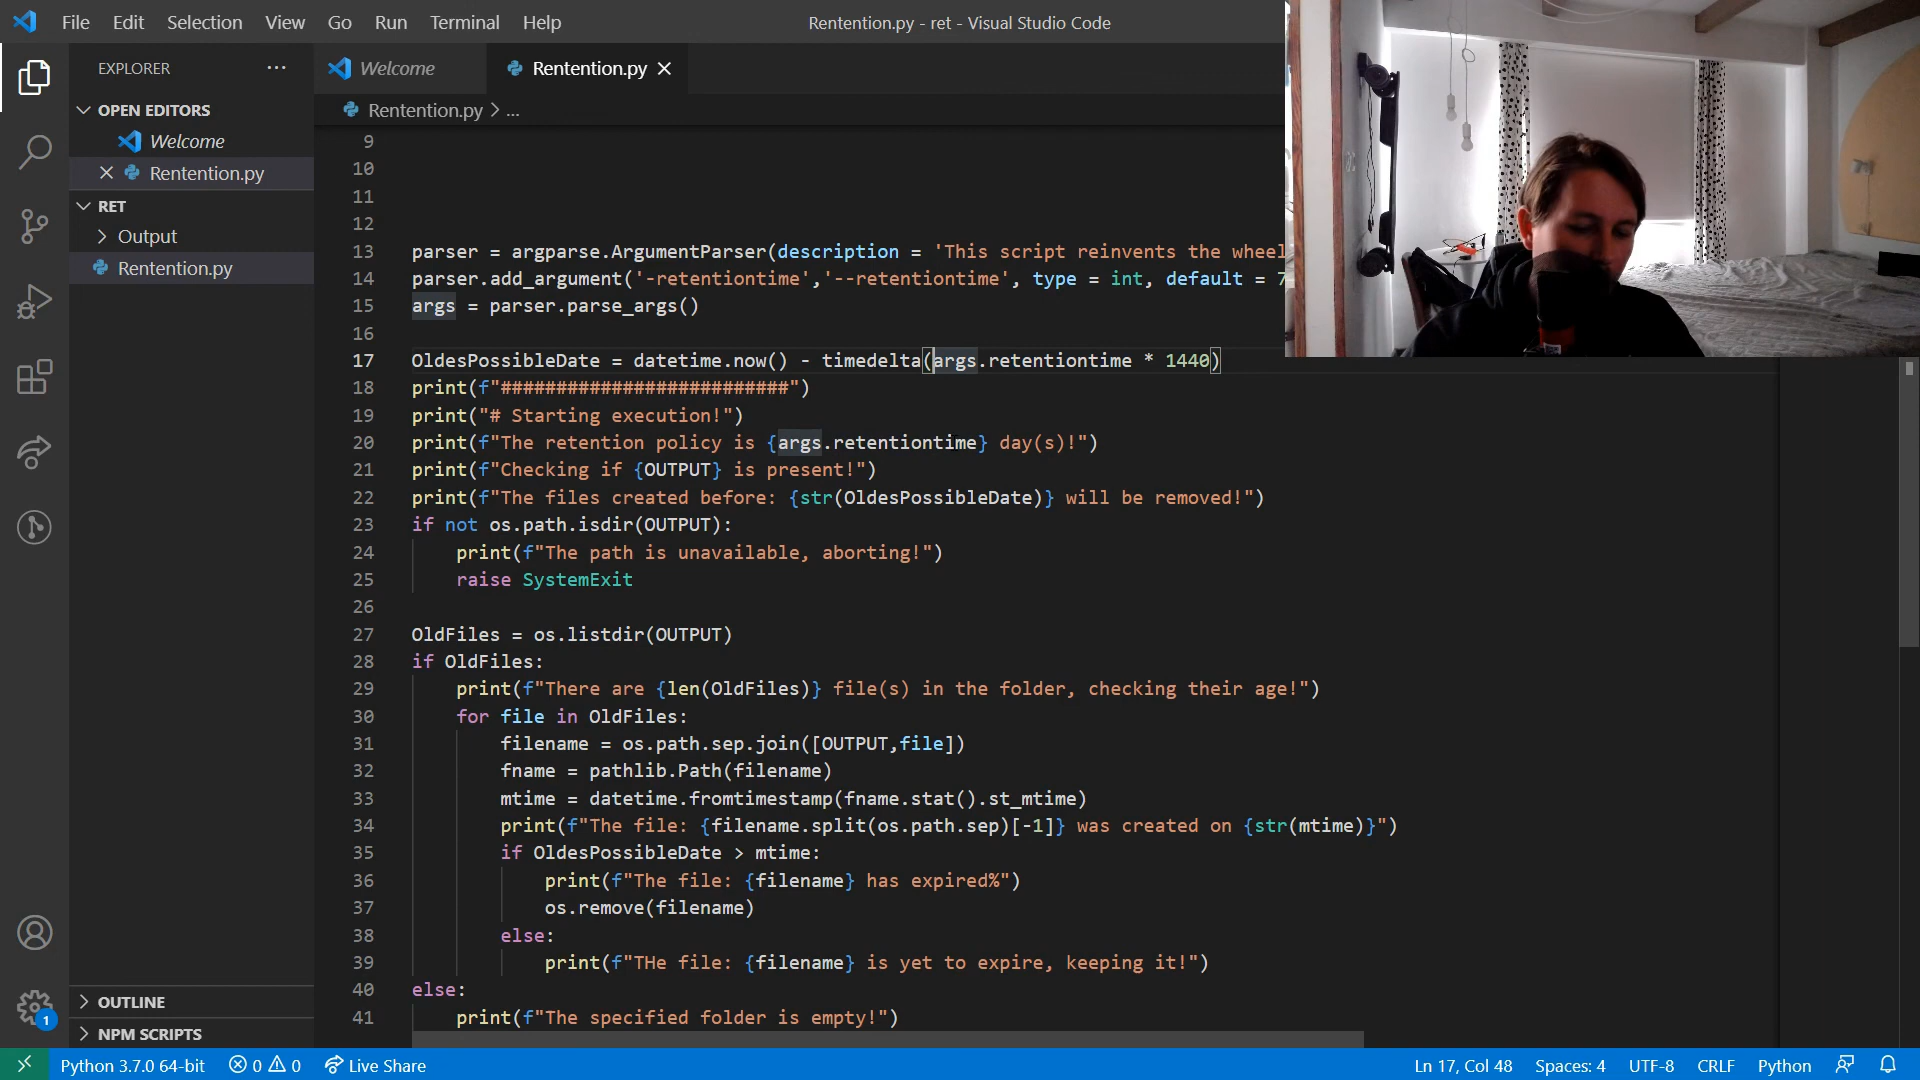 File Edit Selection View Go Run Terminal Help
Rentention.py - ret - Visual Studio Code
EXPLORER
Welcome
Rentention.py
OPEN EDITORS
Welcome
Rentention.py
RET
Output
Rentention.py
OUTLINE
NPM SCRIPTS
Rentention.py > ...
9
10
11
12
13 parser = argparse.ArgumentParser(description = 'This script reinvents the wheel
14 parser.add_argument('-retentiontime','--retentiontime', type = int, default = 7
15 args = parser.parse_args()
16
17 OldesPossibleDate = datetime.now() - timedelta(args.retentiontime * 1440)
18 print(f"##########################")
19 print("# Starting execution!")
20 print(f"The retention policy is {args.retentiontime} day(s)!")
21 print(f"Checking if {OUTPUT} is present!")
22 print(f"The files created before: {str(OldesPossibleDate)} will be removed!")
23 if not os.path.isdir(OUTPUT):
24     print(f"The path is unavailable, aborting!")
25     raise SystemExit
26
27 OldFiles = os.listdir(OUTPUT)
28 if OldFiles:
29     print(f"There are {len(OldFiles)} file(s) in the folder, checking their age!")
30     for file in OldFiles:
31         filename = os.path.sep.join([OUTPUT,file])
32         fname = pathlib.Path(filename)
33         mtime = datetime.fromtimestamp(fname.stat().st_mtime)
34         print(f"The file: {filename.split(os.path.sep)[-1]} was created on {str(mtime)}")
35         if OldesPossibleDate > mtime:
36             print(f"The file: {filename} has expired%")
37             os.remove(filename)
38         else:
39             print(f"THe file: {filename} is yet to expire, keeping it!")
40 else:
41     print(f"The specified folder is empty!")
1
Python 3.7.0 64-bit 0 0 Live Share
Ln 17, Col 48 Spaces: 4 UTF-8 CRLF Python